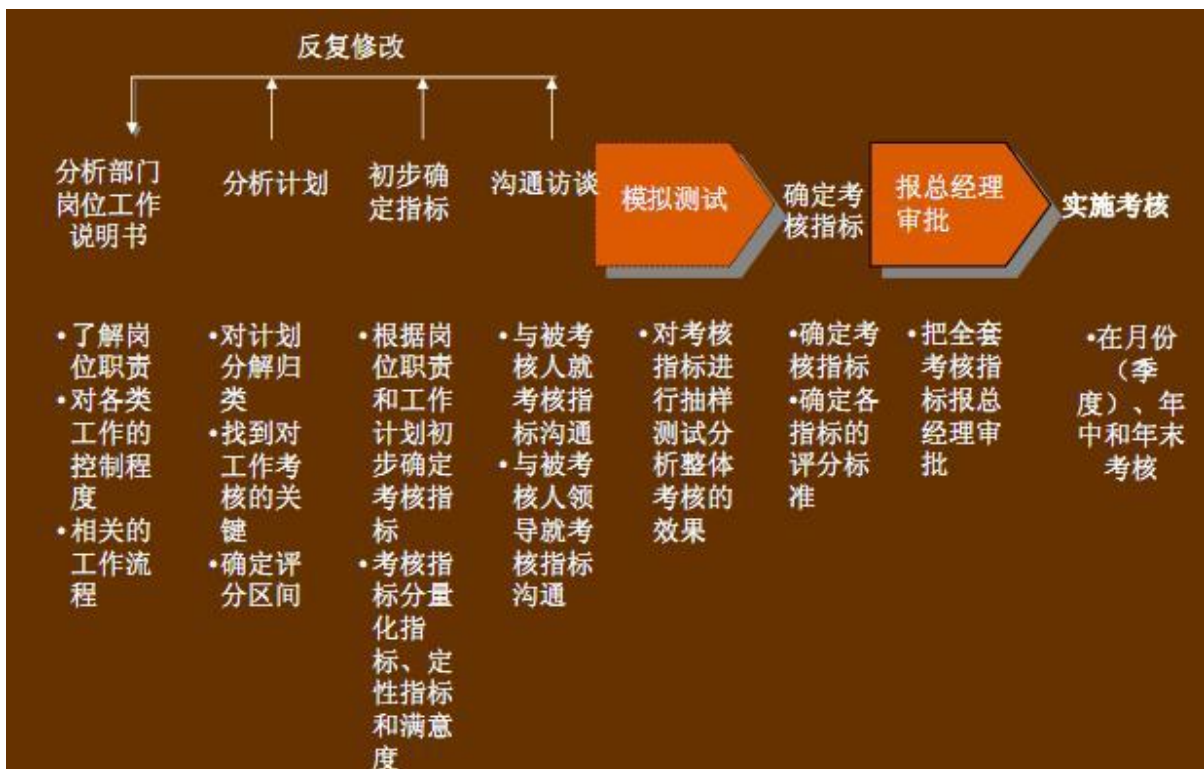 反复修改
分析部门
岗位工作
说明书
分析计划
初步确
定指标
沟通访谈
模拟测试
确定考
核指标
报总经理
审批
实施考核
•了解岗
位职责
•对各类
工作的
控制程
度
•相关的
工作流
程
•对计划
分解归
类
•找到对
工作考
核的关
键
•确定评
分区间
•根据岗
位职责
和工作
计划初
步确定
考核指
标
•考核指
标分量
化指
标、定
性指标
和满意
度
•与被考
核人就
考核指
标沟通
•与被考
核人领
导就考
核指标
沟通
•对考核
指标进
行抽样
测试分
析整体
考核的
效果
•确定考
核指标
•确定各
指标的
评分标
准
•把全套
考核指
标报总
经理审
批
•在月份
（季
度）、年
中和年末
考核